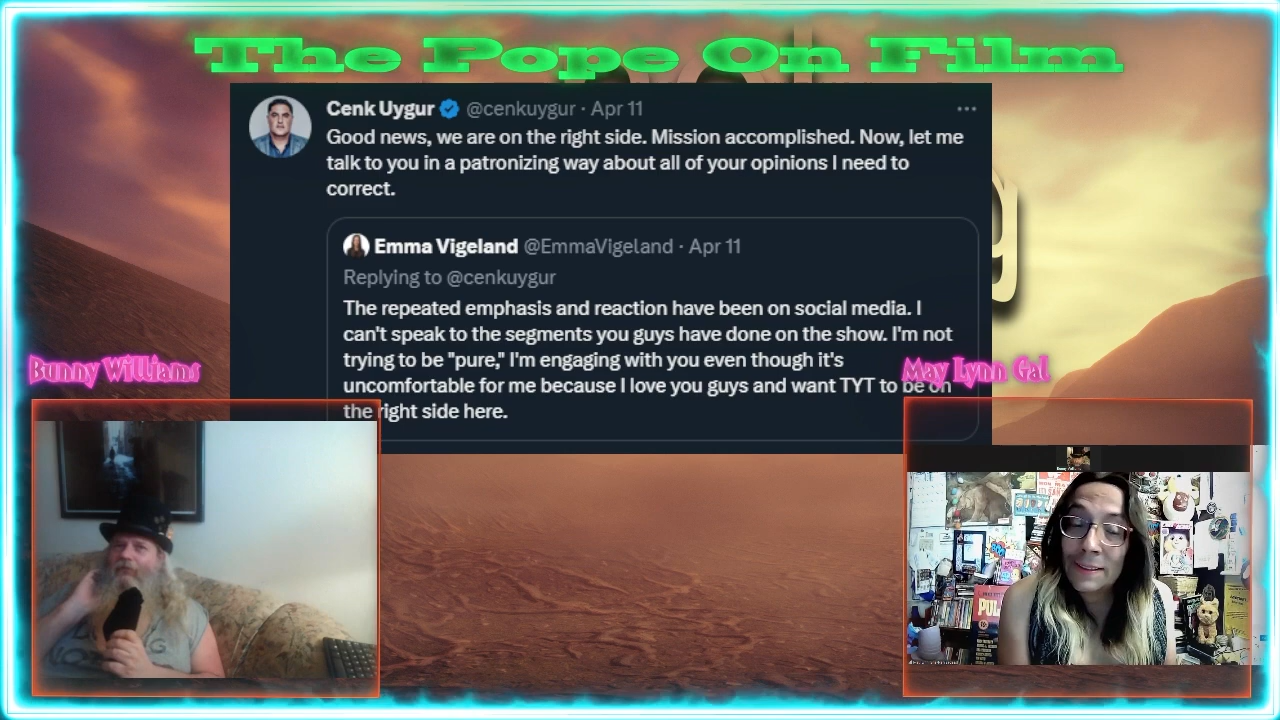 The Pope On Film
Cenk Uygur @cenkuygur · Apr 11
Good news, we are on the right side. Mission accomplished. Now, let me
talk to you in a patronizing way about all of your opinions I need to
correct.
Emma Vigeland @EmmaVigeland · Apr 11
Replying to @cenkuygur
The repeated emphasis and reaction have been on social media. I
can't speak to the segments you guys have done on the show. I'm not
trying to be "pure," I'm engaging with you even though it's
uncomfortable for me because I love you guys and want TYT to be on
the right side here.
g
Bunny Williams
May Lynn Gal
PUL